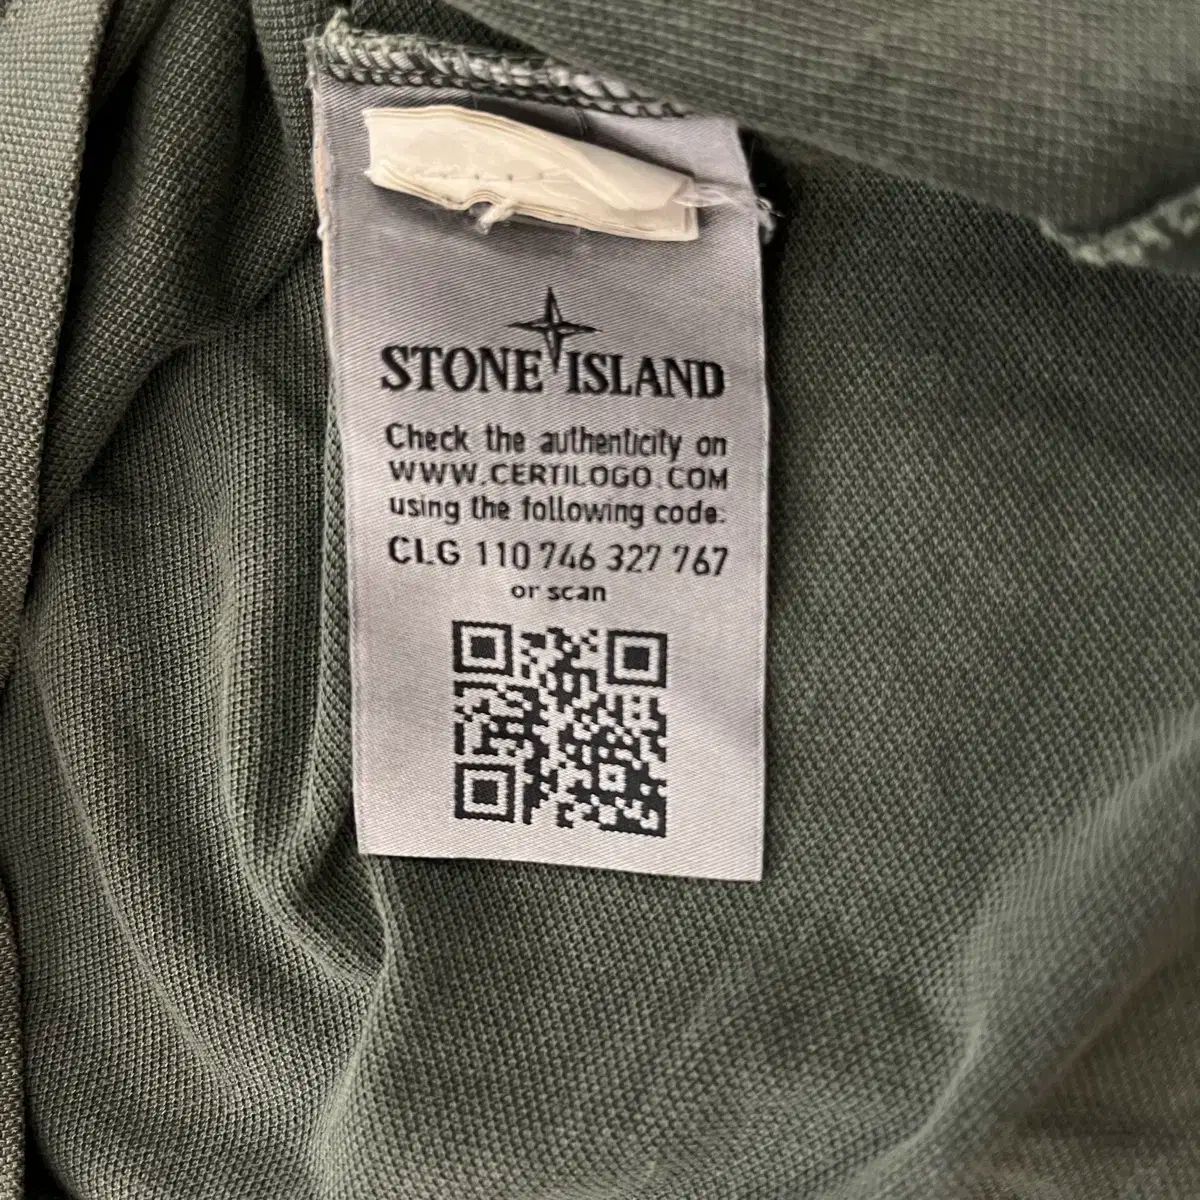 STONE ISLAND
Check the authenticity on
WWW.CERTILOGO.COM
using the following code:
CLG 110 746 327 767
or scan